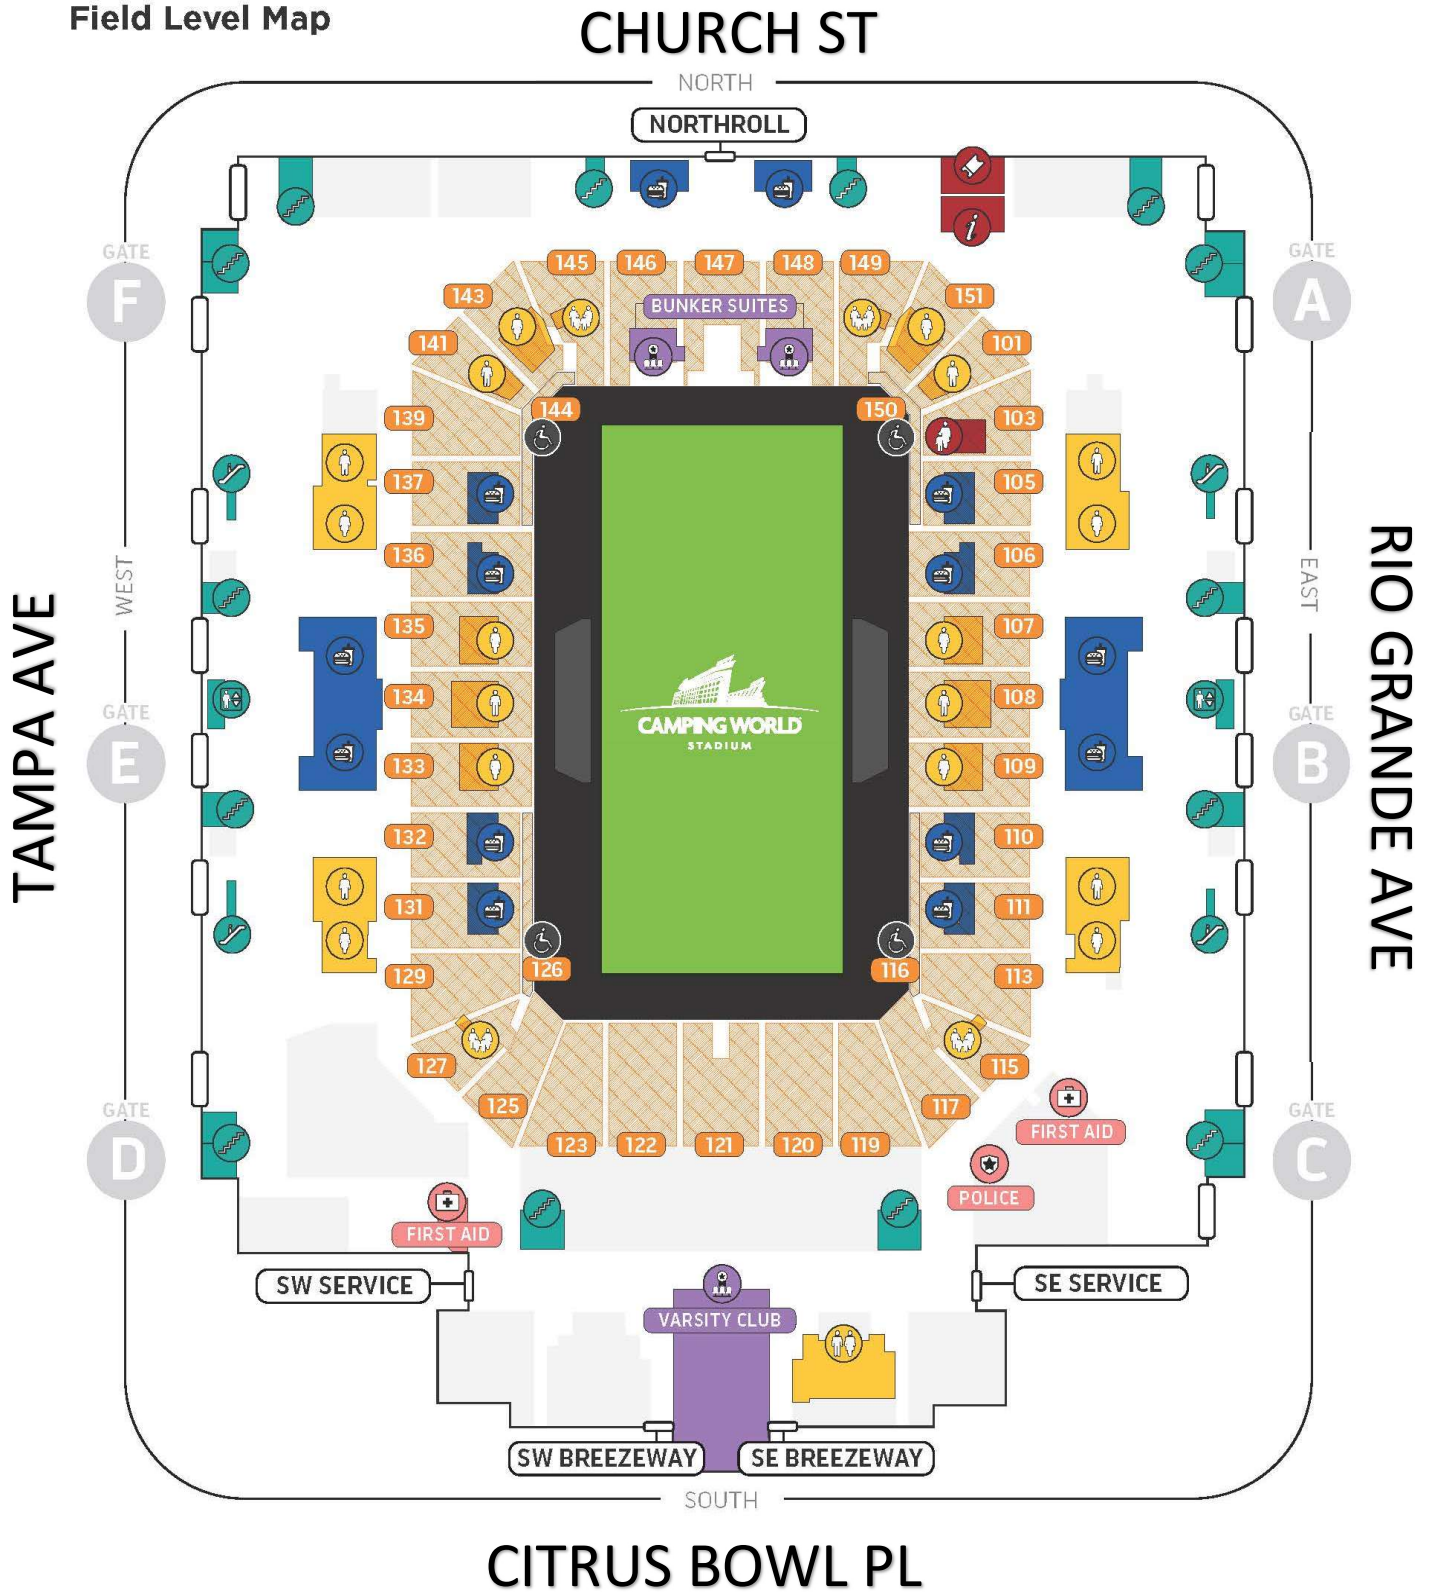 Field Level Map
CHURCH ST
NORTH
NORTHROLL
GATE
F
GATE
A
145
146
147
148
149
143
BUNKER SUITES
151
141
101
139
144
150
103
137
105
136
106
TAMPA AVE
WEST
EAST
RIO GRANDE AVE
135
107
134
108
CAMPING WORLD
STADIUM
GATE
E
GATE
B
133
109
132
110
131
111
129
126
116
113
127
115
125
117
GATE
D
GATE
C
FIRST AID
123
122
121
120
119
POLICE
FIRST AID
SW SERVICE
SE SERVICE
VARSITY CLUB
SW BREEZEWAY
SE BREEZEWAY
SOUTH
CITRUS BOWL PL